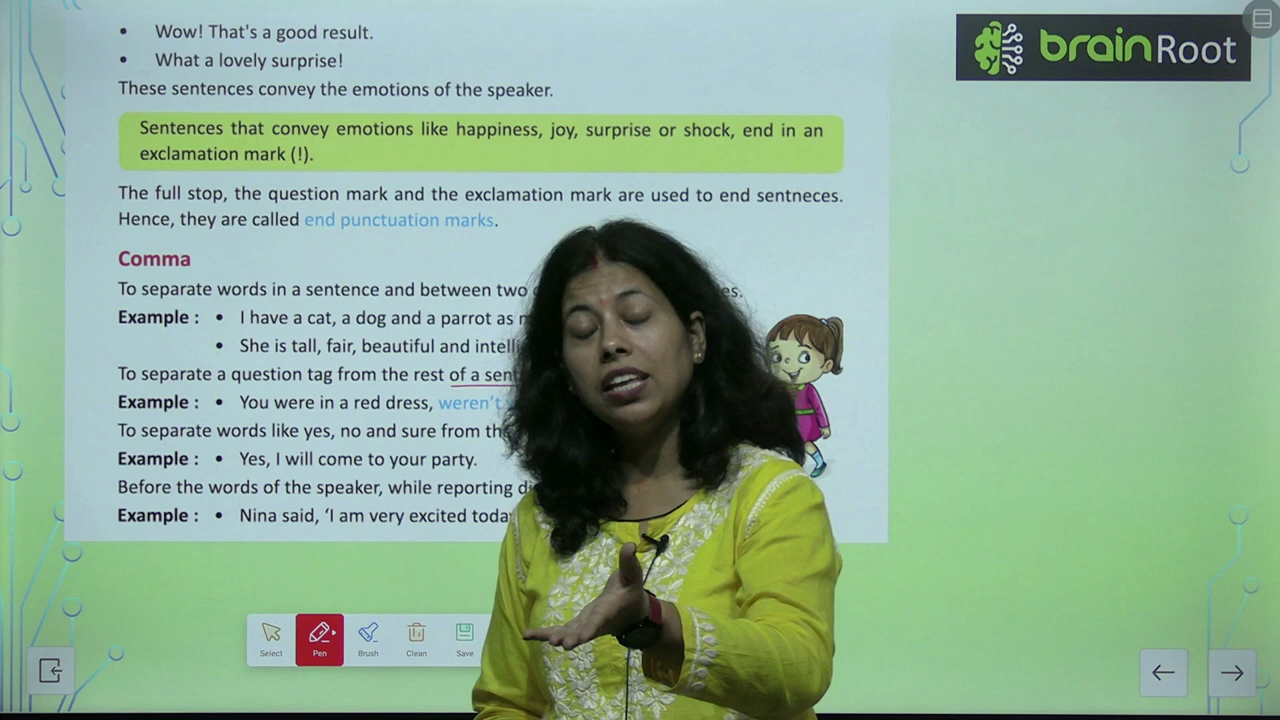 • Wow! That's a good result.
• What a lovely surprise!
These sentences convey the emotions of the speaker.
Sentences that convey emotions like happiness, joy, surprise or shock, end in an
exclamation mark (!).
The full stop, the question mark and the exclamation mark are used to end sentneces.
Hence, they are called end punctuation marks.
Comma
To separate words in a sentence and between two
Example : • I have a cat, a dog and a parrot as
• She is tall, fair, beautiful and
To separate a question tag from the rest of a
Example : • You were in a red dress, weren't
To separate words like yes, no and sure from
Example : • Yes, I will come to your party.
Before the words of the speaker, while reporting
Example : • Nina said, ‘I am very excited
brainRoot
Select Pen Brush Clean Save